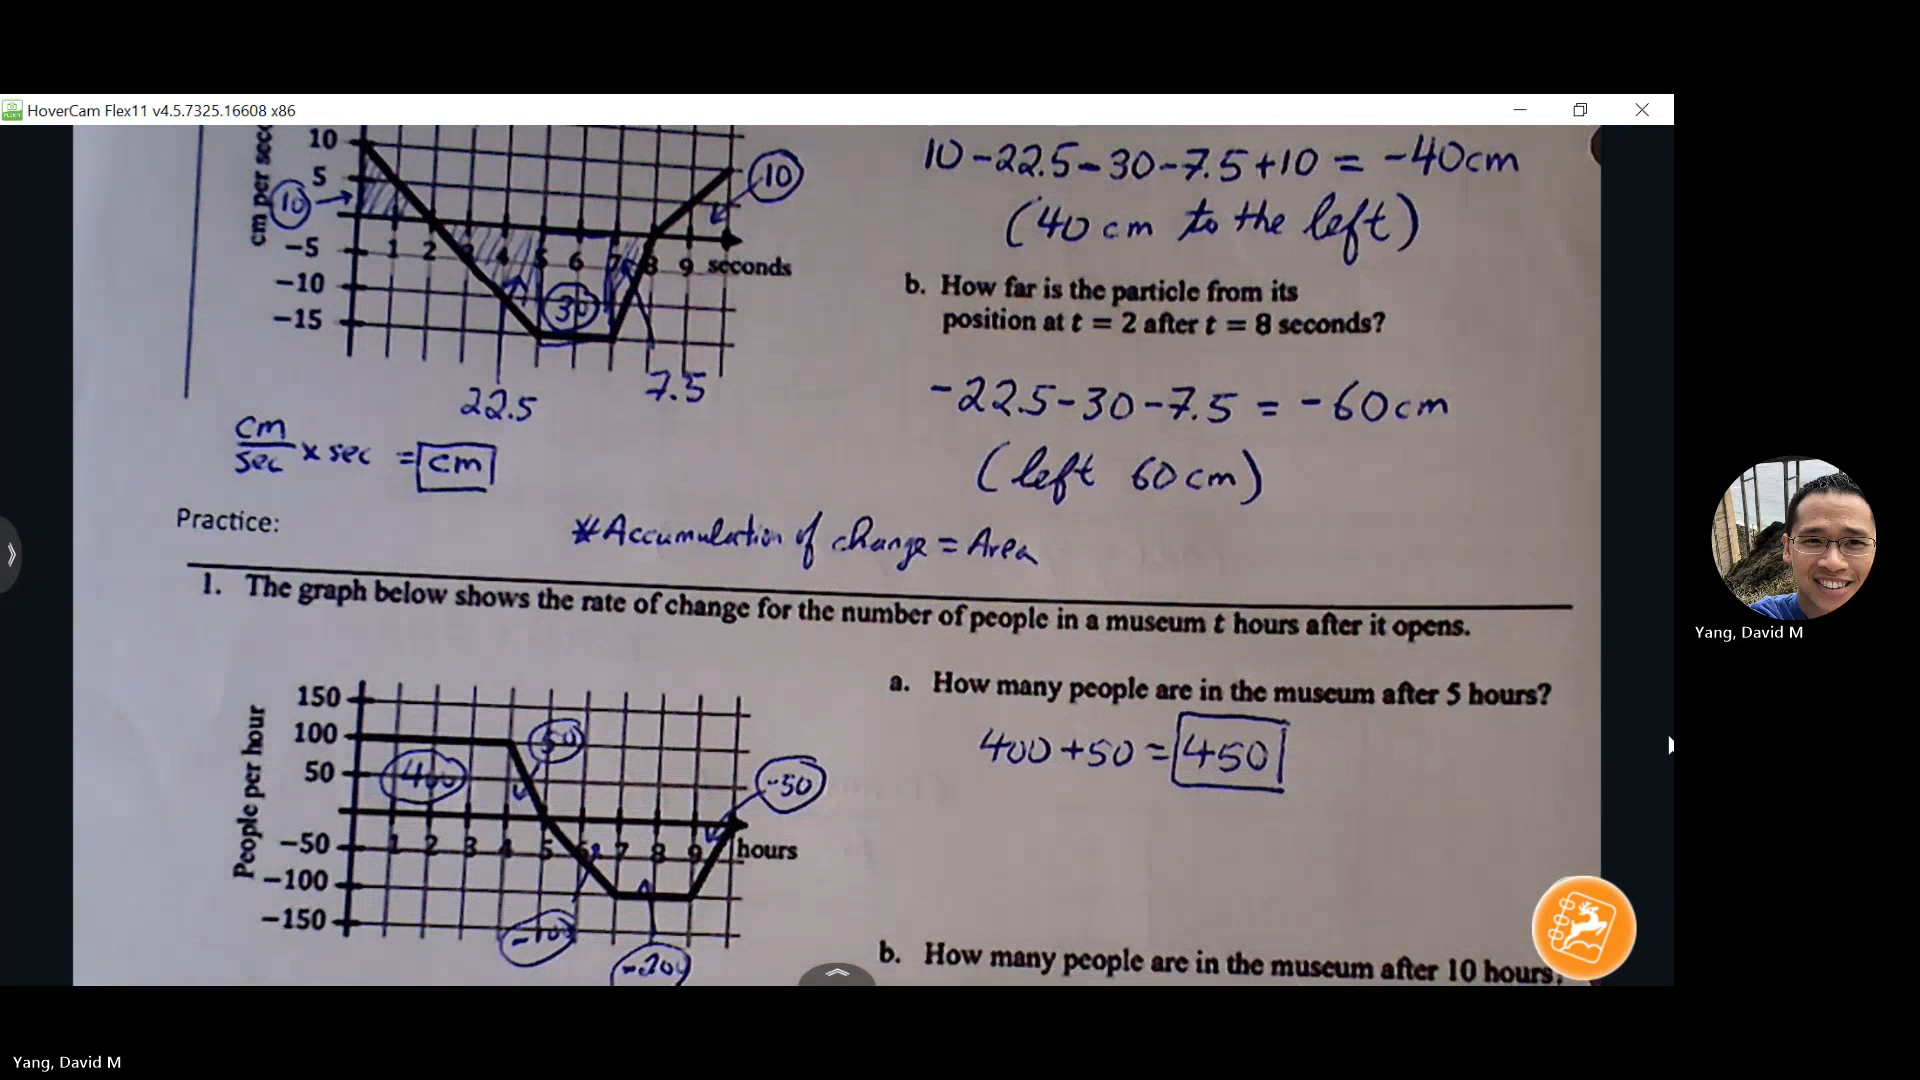 HoverCam Flex11 v4.5.7325.16608 x86
10
5
-5
-10
-15
cm per
10
10
1 2 3 4 5 6 7 8 9 seconds
30
22.5
7.5
cm/sec x sec = cm
10 - 22.5 - 30 - 7.5 + 10 = -40cm
(40 cm to the left)
b. How far is the particle from its
position at t = 2 after t = 8 seconds?
-22.5 - 30 - 7.5 = -60cm
(left 60cm)
Practice:
*Accumulation of change = Area
1. The graph below shows the rate of change for the number of people in a museum t hours after it opens.
People per hour
150
100
50
-50
-100
-150
1 2 3 4 5 6 7 8 9 hours
400
50
-50
-100
-200
a. How many people are in the museum after 5 hours?
400 + 50 = 450
b. How many people are in the museum after 10 hours?
Yang, David M
Yang, David M